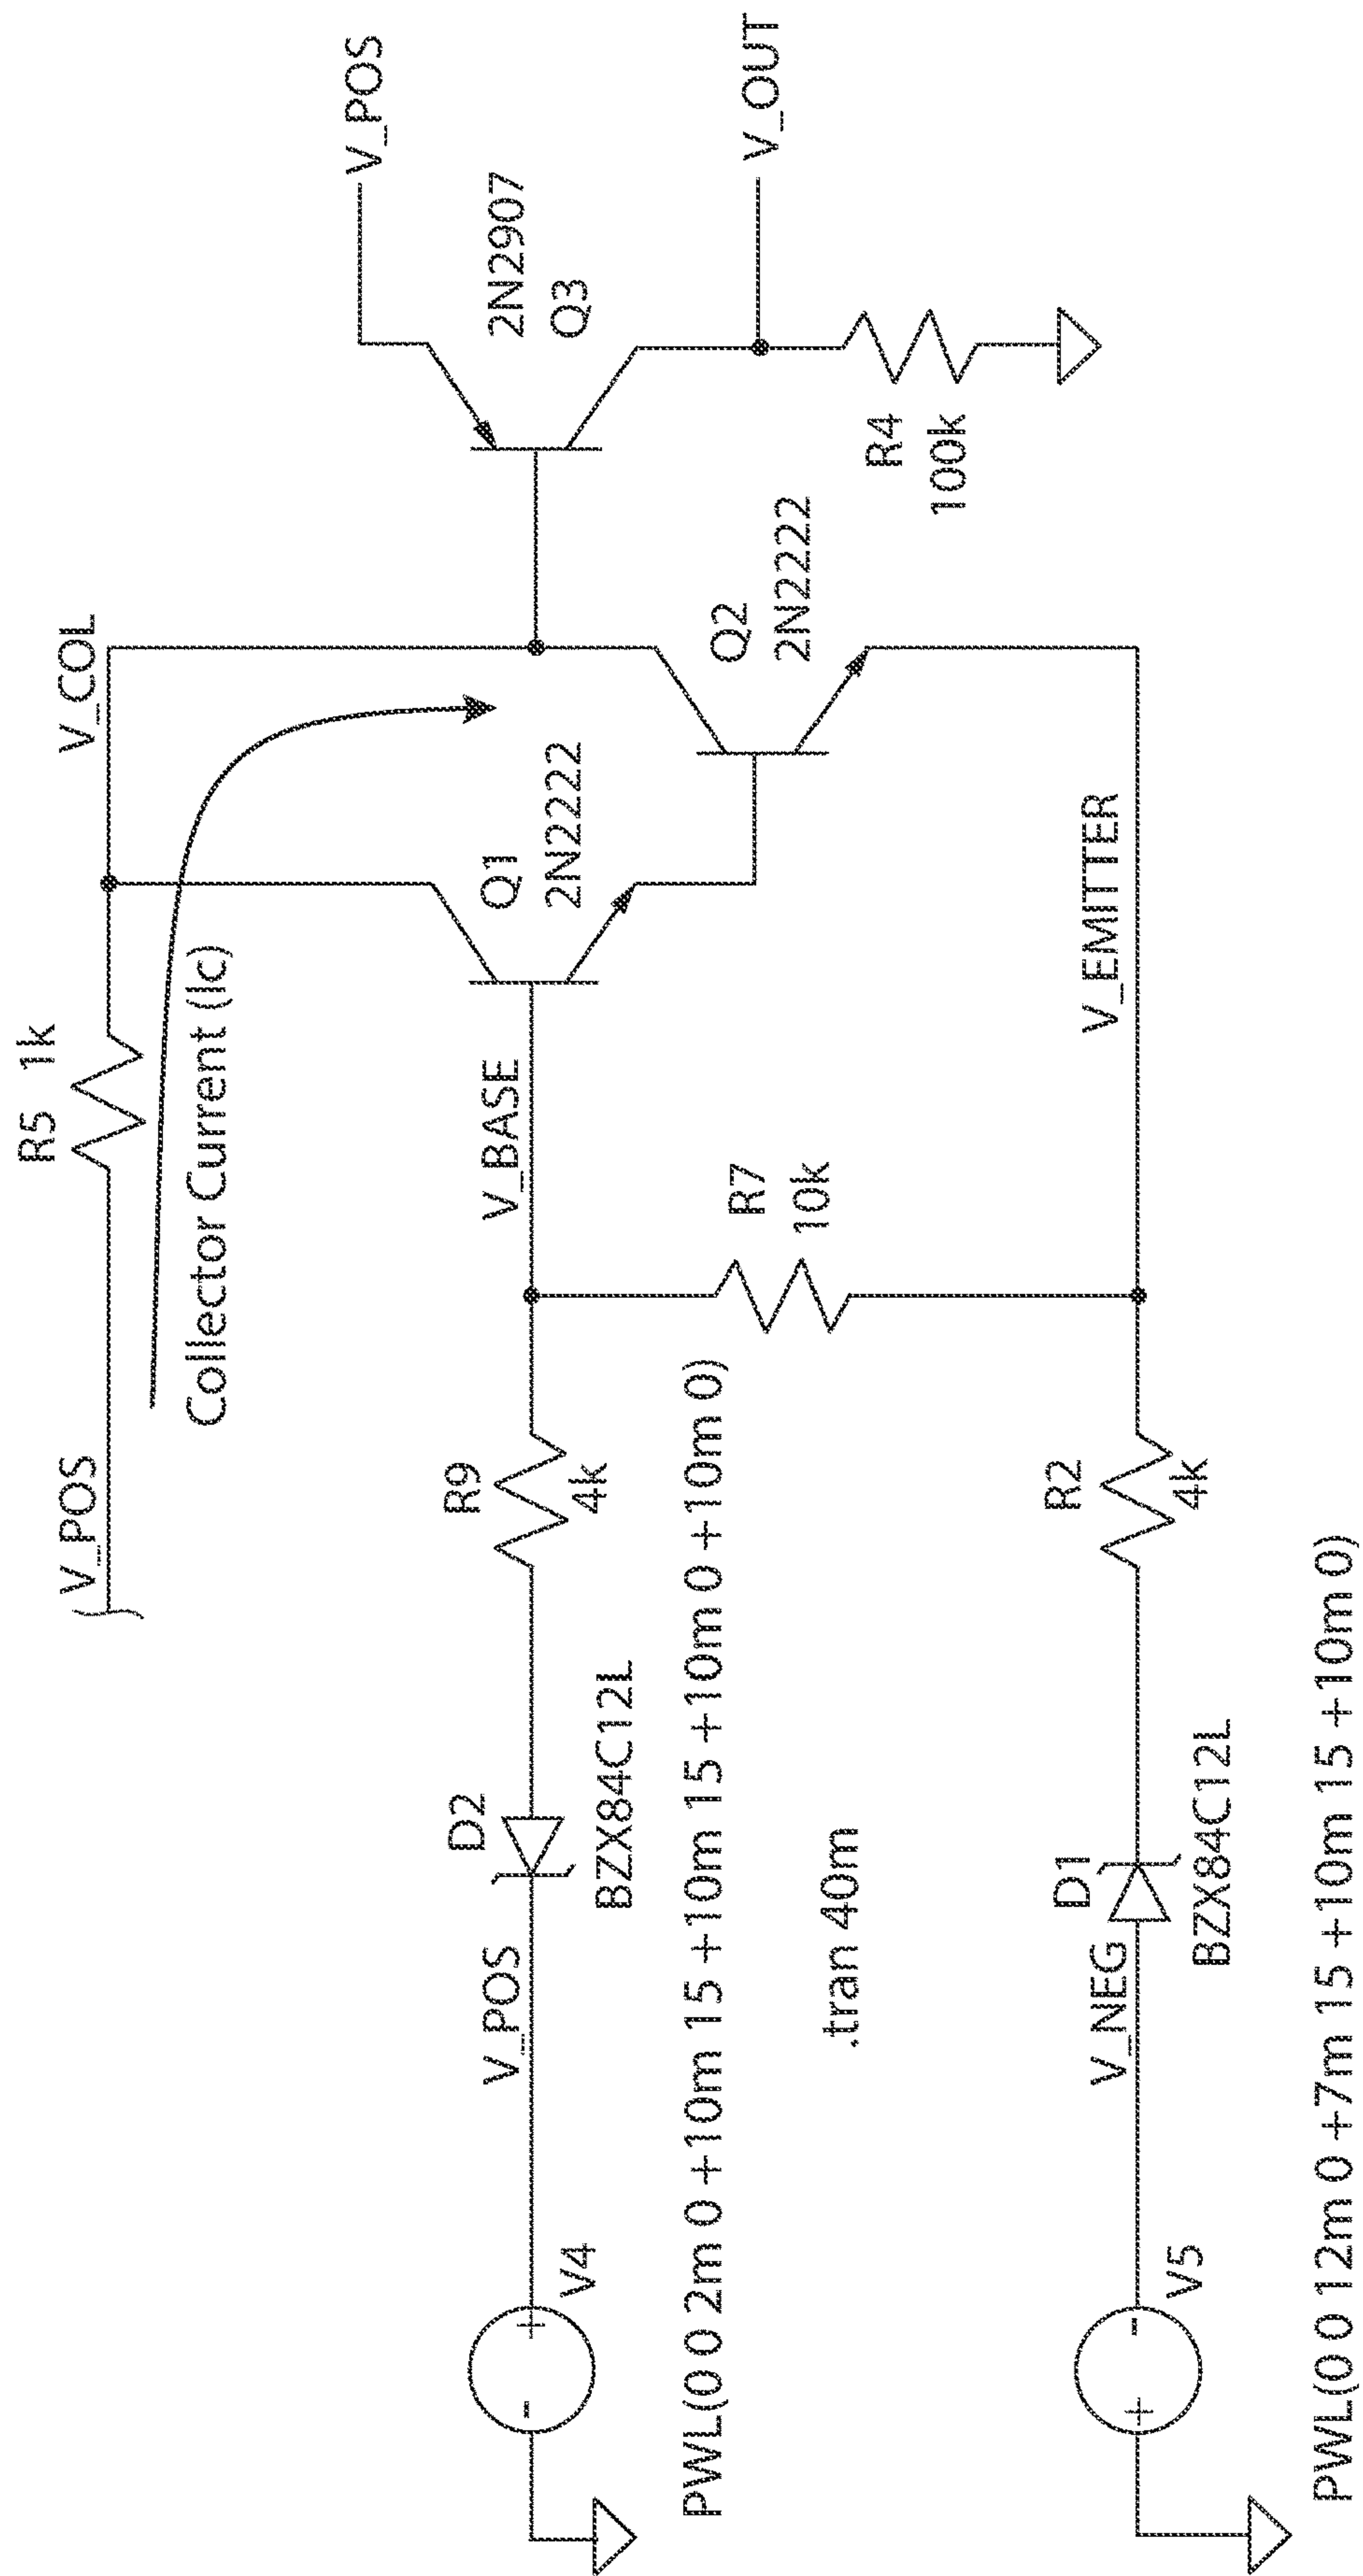 V_POS
R5 1k
V_COL
Collector Current (Ic)
V_POS
2N2907
Q3
V_OUT
Q1
2N2222
Q2
2N2222
R4
100k
V_POS
D2
BZX84C12L
R9
4k
V_BASE
V4
+
-
PWL(0 0 2m 0 +10m 15 +10m 15 +10m 0 +10m 0)
R7
10k
.tran 40m
V_EMITTER
V_NEG
D1
BZX84C12L
R2
4k
V5
+
-
PWL(0 0 12m 0 +7m 15 +10m 15 +10m 0)